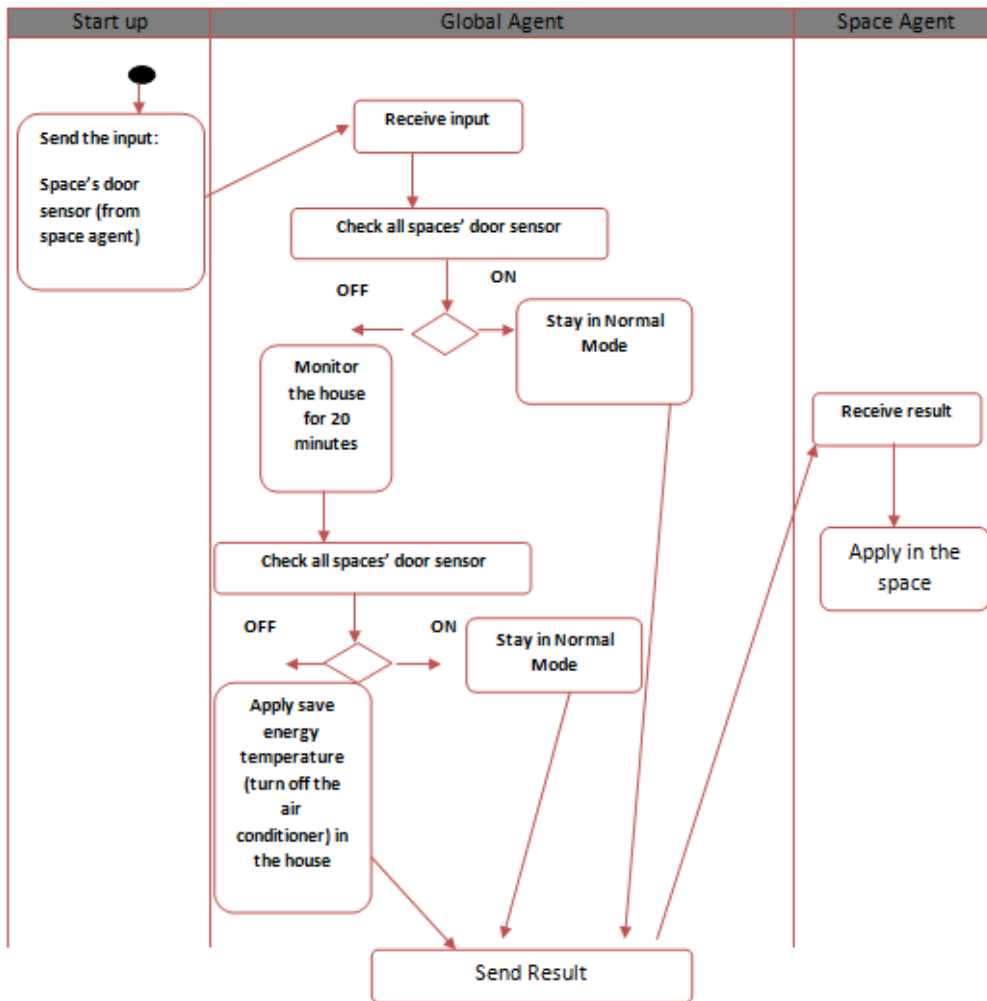 Start up
Global Agent
Space Agent
Send the input:
Space’s door
sensor (from
space agent)
Receive input
Check all spaces’ door sensor
OFF
ON
Stay in Normal
Mode
Monitor
the house
for 20
minutes
Receive result
Apply in the
space
Check all spaces’ door sensor
OFF
ON
Stay in Normal
Mode
Apply save
energy
temperature
(turn off the
air
conditioner) in
the house
Send Result